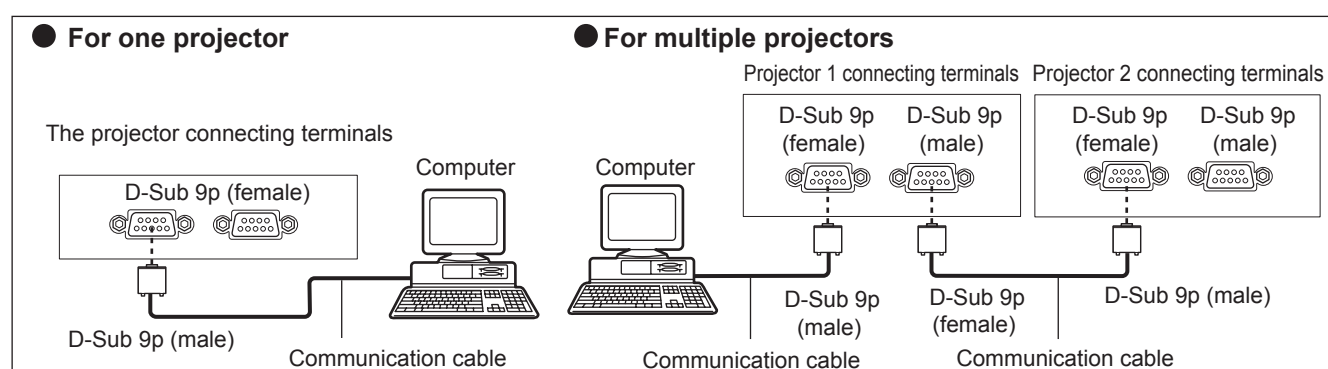 ● For one projector
The projector connecting terminals
D-Sub 9p (female)
Computer
D-Sub 9p (male)
Communication cable
● For multiple projectors
Projector 1 connecting terminals
Projector 2 connecting terminals
D-Sub 9p
(female)
D-Sub 9p
(male)
D-Sub 9p
(female)
D-Sub 9p
(male)
Computer
D-Sub 9p
(male)
D-Sub 9p
(female)
D-Sub 9p (male)
Communication cable
Communication cable